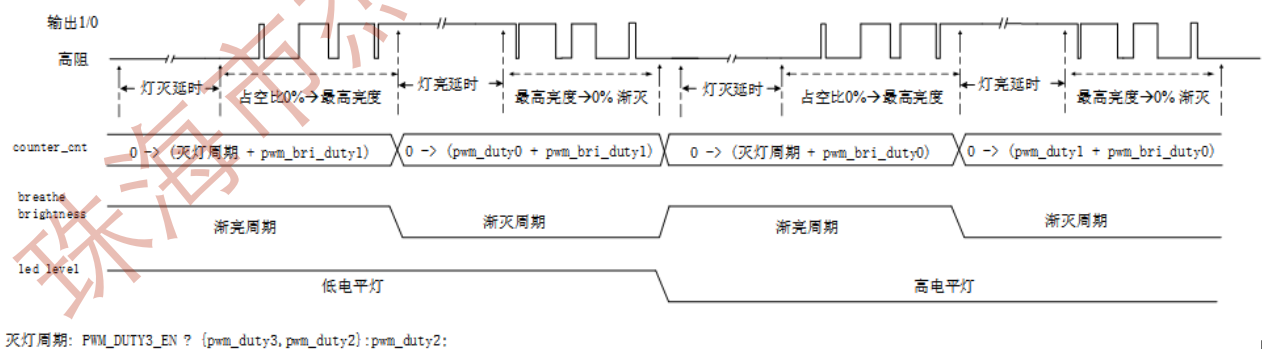 输出1/0
高阻
灯灭延时 占空比0%→最高亮度 灯亮延时 最高亮度→0% 渐灭 灯灭延时 占空比0%→最高亮度 灯亮延时 最高亮度→0% 渐灭
counter_cnt 0 -> (灭灯周期 + pwm_bri_duty1) 0 -> (pwm_duty0 + pwm_bri_duty1) 0 -> (灭灯周期 + pwm_bri_duty0) 0 -> (pwm_duty1 + pwm_bri_duty0)
breathe
brightness 渐亮周期 渐灭周期 渐亮周期 渐灭周期
led level 低电平灯 高电平灯
灭灯周期: PWM_DUTY3_EN ? {pwm_duty3,pwm_duty2}:pwm_duty2;
珠海市